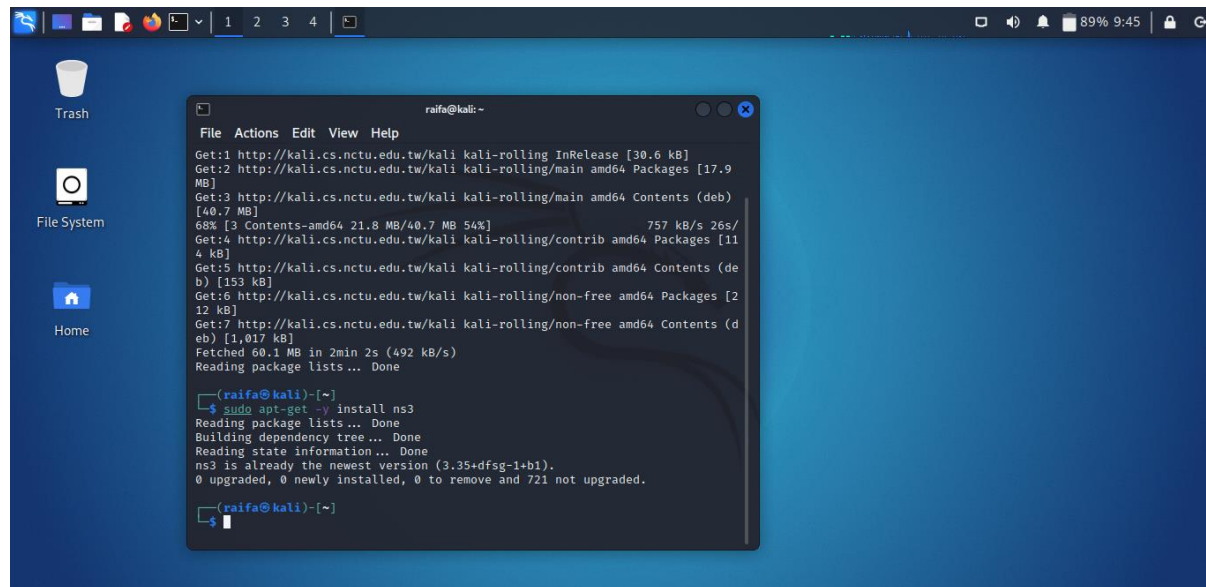 1 2 3 4
89% 9:45
Trash
File System
Home
raifa@kali: ~
File Actions Edit View Help
Get:1 http://kali.cs.nctu.edu.tw/kali kali-rolling InRelease [30.6 kB]
Get:2 http://kali.cs.nctu.edu.tw/kali kali-rolling/main amd64 Packages [17.9
MB]
Get:3 http://kali.cs.nctu.edu.tw/kali kali-rolling/main amd64 Contents (deb)
[40.7 MB]
68% [3 Contents-amd64 21.8 MB/40.7 MB 54%] 757 kB/s 26s/
Get:4 http://kali.cs.nctu.edu.tw/kali kali-rolling/contrib amd64 Packages [11
4 kB]
Get:5 http://kali.cs.nctu.edu.tw/kali kali-rolling/contrib amd64 Contents (de
b) [153 kB]
Get:6 http://kali.cs.nctu.edu.tw/kali kali-rolling/non-free amd64 Packages [2
12 kB]
Get:7 http://kali.cs.nctu.edu.tw/kali kali-rolling/non-free amd64 Contents (d
eb) [1,017 kB]
Fetched 60.1 MB in 2min 2s (492 kB/s)
Reading package lists... Done
┌──(raifa㉿kali)-[~]
└─$ sudo apt-get -y install ns3
Reading package lists... Done
Building dependency tree... Done
Reading state information... Done
ns3 is already the newest version (3.35+dfsg-1+b1).
0 upgraded, 0 newly installed, 0 to remove and 721 not upgraded.
┌──(raifa㉿kali)-[~]
└─$